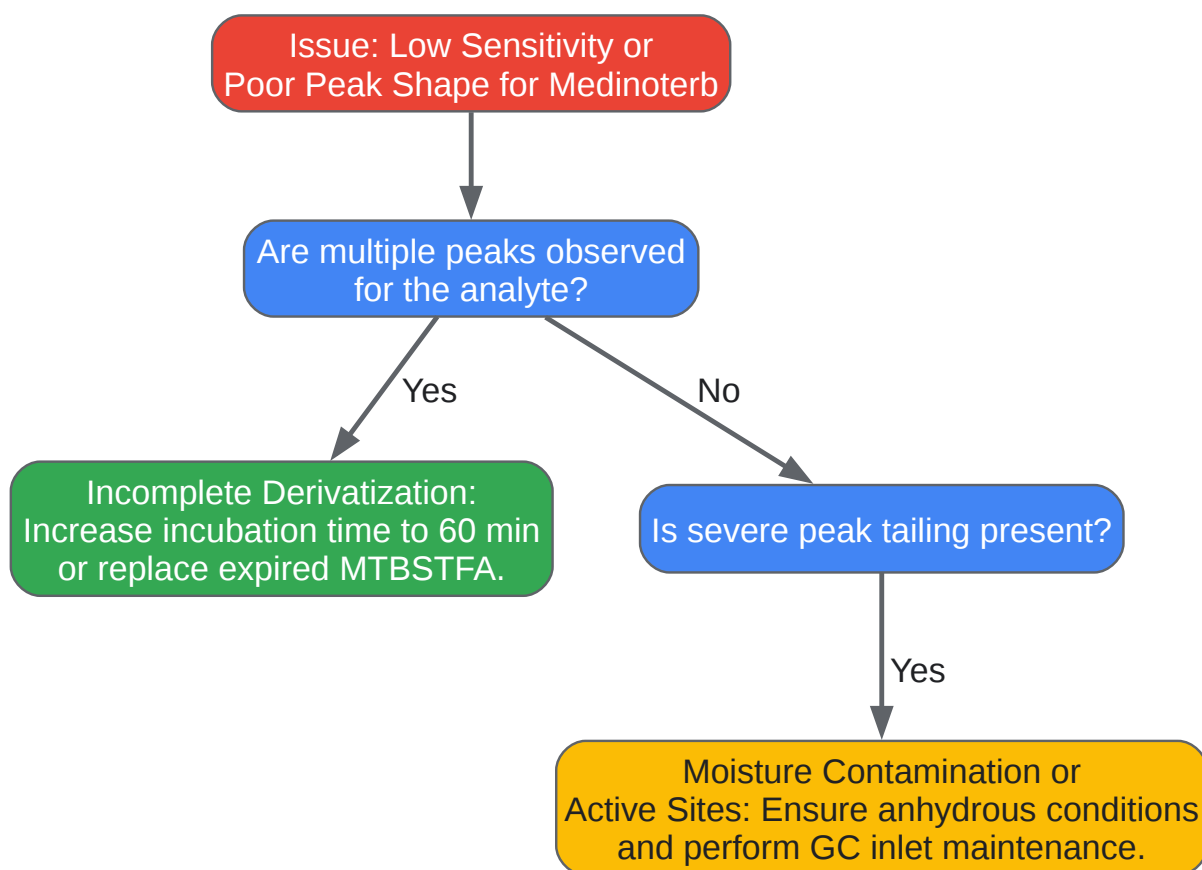 Issue: Low Sensitivity or
Poor Peak Shape for Medinoterb
Are multiple peaks observed
for the analyte?
Yes
No
Incomplete Derivatization:
Increase incubation time to 60 min
or replace expired MTBSTFA.
Is severe peak tailing present?
Yes
Moisture Contamination or
Active Sites: Ensure anhydrous conditions
and perform GC inlet maintenance.